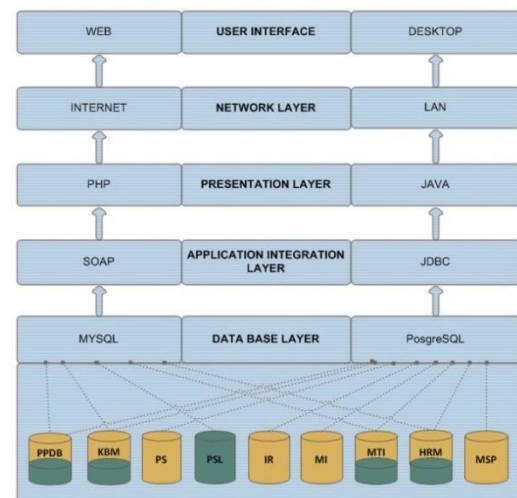 WEB
USER INTERFACE
DESKTOP
INTERNET
NETWORK LAYER
LAN
PHP
PRESENTATION LAYER
JAVA
SOAP
APPLICATION INTEGRATION
LAYER
JDBC
MYSQL
DATA BASE LAYER
PosgreSQL
PPDB
KBM
PS
PSL
IR
MI
MTI
HRM
MSP